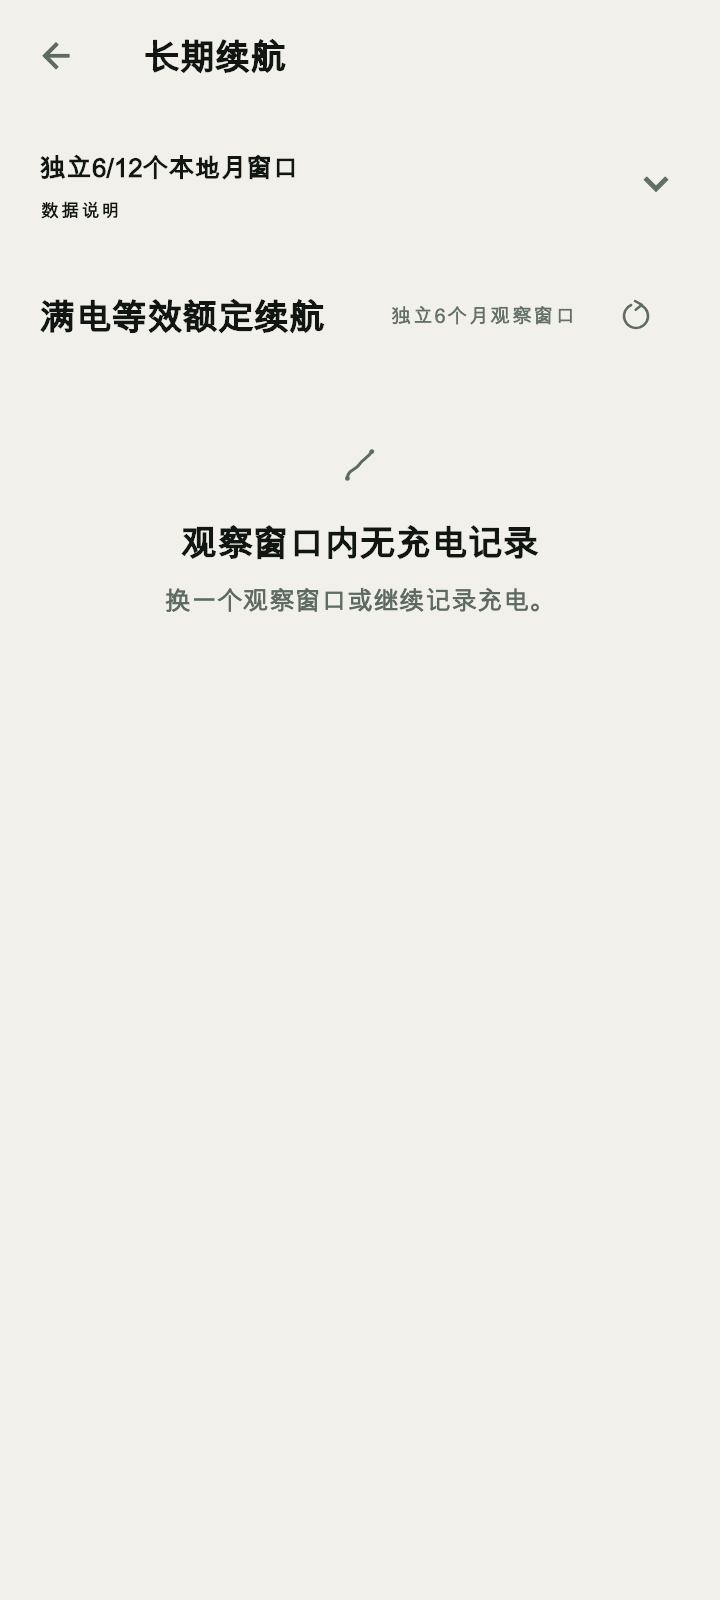 长期续航
独立6/12个本地月窗口
数据说明
满电等效额定续航
独立6个月观察窗口
观察窗口内无充电记录
换一个观察窗口或继续记录充电。